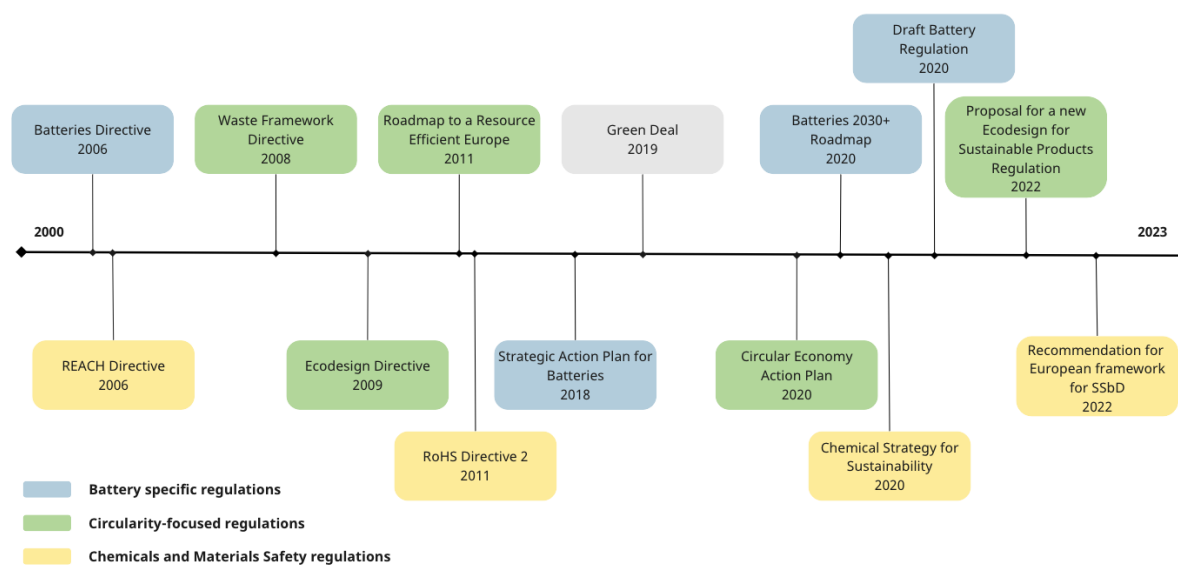 Draft Battery
Regulation
2020
Batteries Directive
2006
Waste Framework
Directive
2008
Roadmap to a Resource
Efficient Europe
2011
Green Deal
2019
Batteries 2030+
Roadmap
2020
Proposal for a new
Ecodesign for
Sustainable Products
Regulation
2022
2000
2023
REACH Directive
2006
Ecodesign Directive
2009
Strategic Action Plan for
Batteries
2018
Circular Economy
Action Plan
2020
Recommendation for
European framework
for SSbD
2022
RoHS Directive 2
2011
Chemical Strategy for
Sustainability
2020
Battery specific regulations
Circularity-focused regulations
Chemicals and Materials Safety regulations